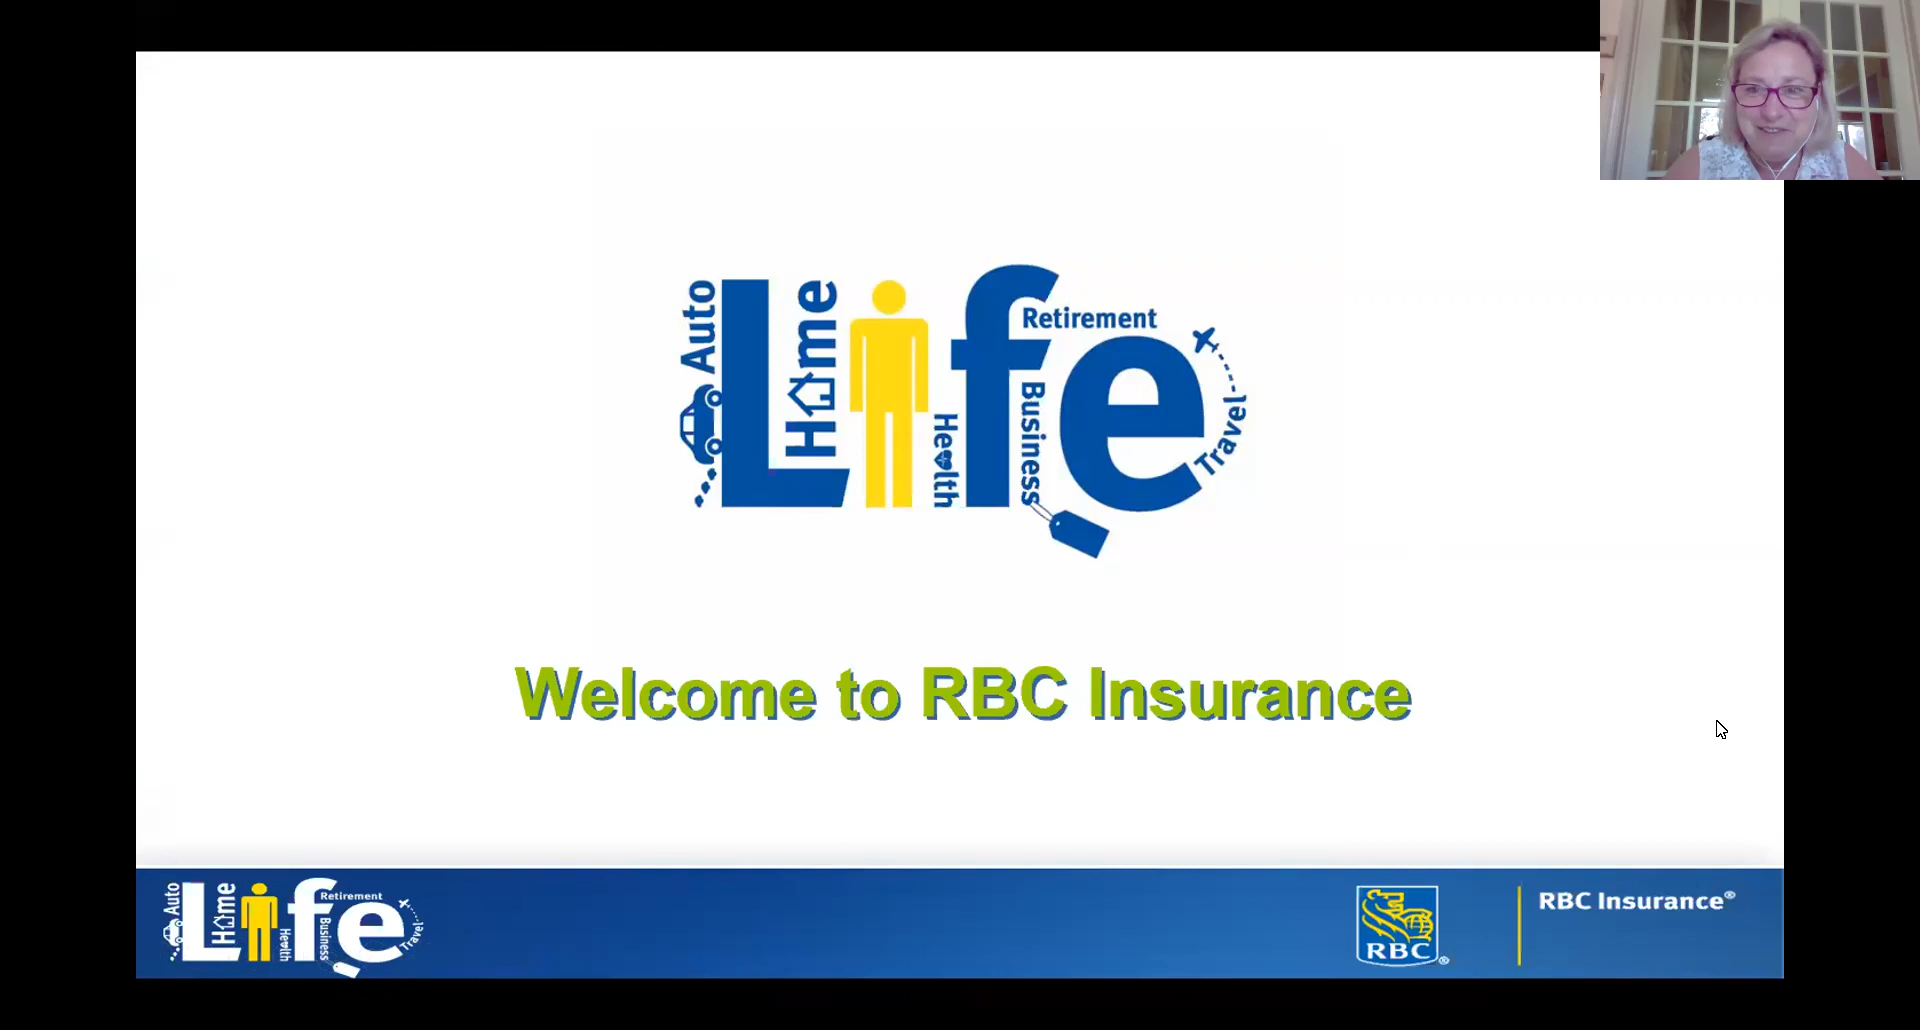 Auto
Home
Life
Health
Retirement
Business
Travel
Welcome to RBC Insurance
Auto
Home
Life
Health
Retirement
Business
Travel
RBC®
RBC Insurance®